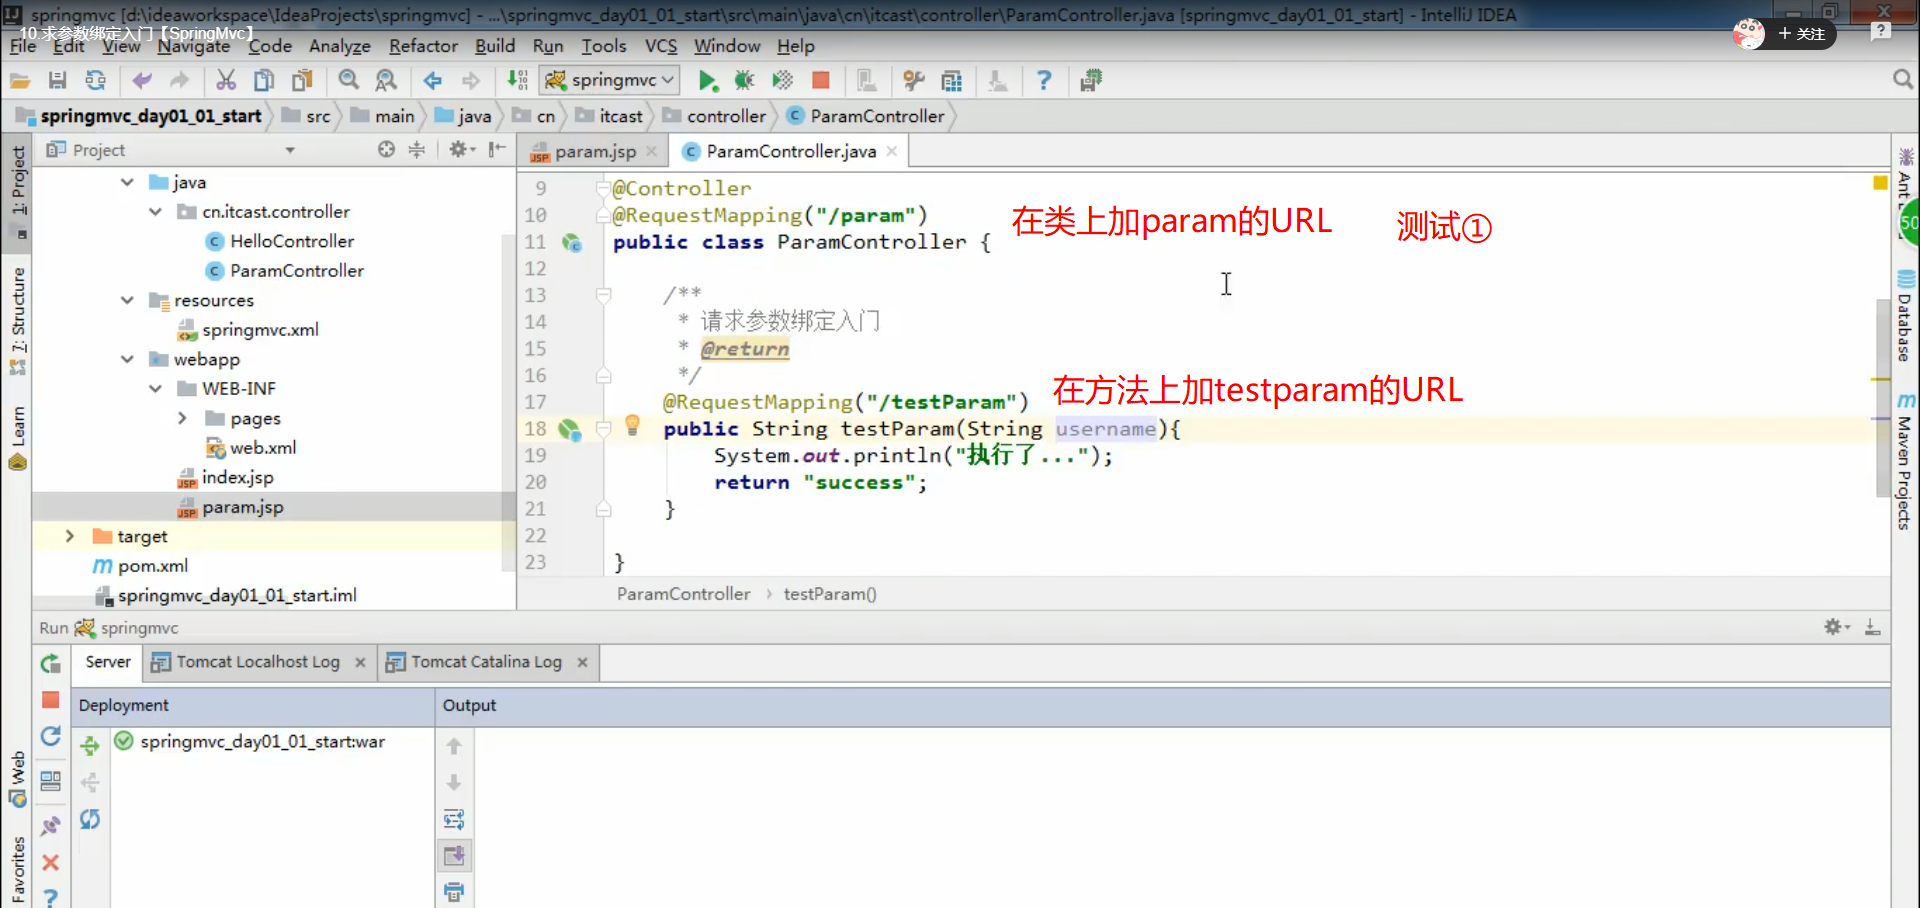 springmvc [d:\ideaworkspace\IdeaProjects\springmvc] - ...\springmvc_day01_01_start\src\main\java\cn\itcast\controller\ParamController.java [springmvc_day01_01_start] - IntelliJ IDEA
10.求参数绑定入门【SpringMvc】
+ 关注
File Edit View Navigate Code Analyze Refactor Build Run Tools VCS Window Help
springmvc
springmvc_day01_01_start src main java cn itcast controller ParamController
Project
param.jsp ParamController.java
1: Project
7: Structure
Learn
Web
Favorites
java
cn.itcast.controller
HelloController
ParamController
resources
springmvc.xml
webapp
WEB-INF
pages
web.xml
index.jsp
param.jsp
target
pom.xml
springmvc_day01_01_start.iml
9 @Controller
10 @RequestMapping("/param") 在类上加param的URL 测试①
11 public class ParamController {
12
13 /**
14 * 请求参数绑定入门
15 * @return
16 */
17 @RequestMapping("/testParam") 在方法上加testparam的URL
18 public String testParam(String username){
19 System.out.println("执行了...");
20 return "success";
21 }
22
23 }
ParamController › testParam()
Ant
50
Database
Maven Projects
Run springmvc
Server Tomcat Localhost Log Tomcat Catalina Log
Deployment Output
springmvc_day01_01_start:war